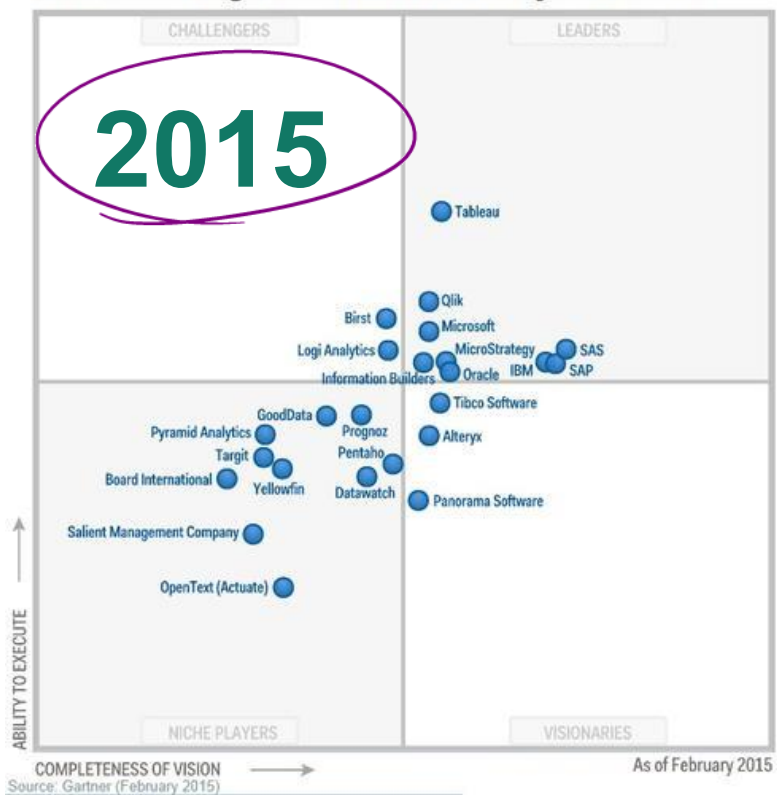 CHALLENGERS
LEADERS
2015
Tableau
Qlik
Birst
Microsoft
Logi Analytics
MicroStrategy
SAS
Information Builders
Oracle
IBM
SAP
Tibco Software
GoodData
Prognoz
Pyramid Analytics
Alteryx
Targit
Pentaho
Board International
Yellowfin
Datawatch
Panorama Software
Salient Management Company
OpenText (Actuate)
ABILITY TO EXECUTE
NICHE PLAYERS
VISIONARIES
COMPLETENESS OF VISION
As of February 2015
Source: Gartner (February 2015)